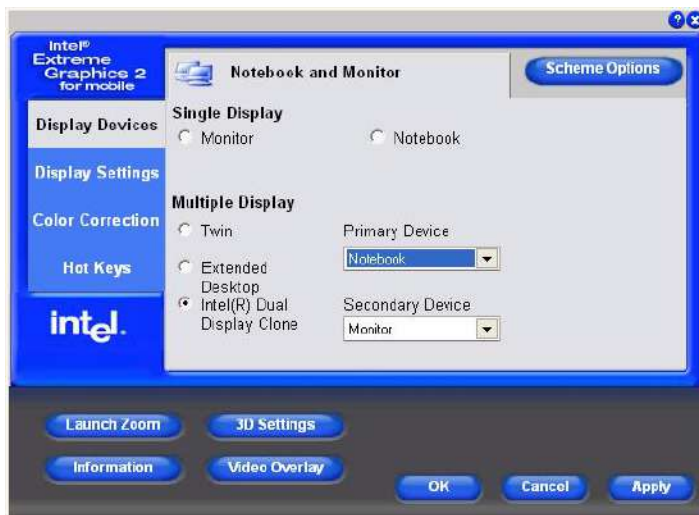 Intel®
Extreme
Graphics 2
for mobile
Notebook and Monitor
Scheme Options
Display Devices
Display Settings
Color Correction
Hot Keys
intel.
Single Display
Monitor
Notebook
Multiple Display
Twin
Extended
Desktop
Intel(R) Dual
Display Clone
Primary Device
Notebook
Secondary Device
Monitor
Launch Zoom
3D Settings
Information
Video Overlay
OK
Cancel
Apply